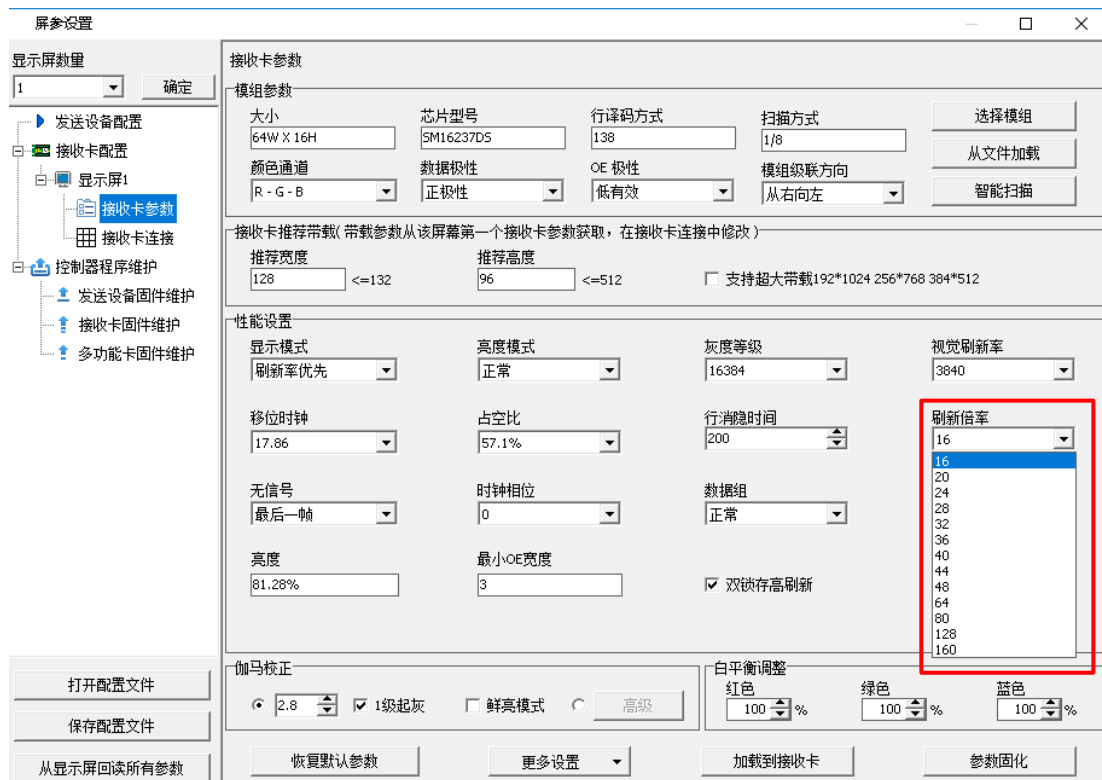 屏参设置
显示屏数量
1
确定
发送设备配置
接收卡配置
显示屏1
接收卡参数
接收卡连接
控制器程序维护
发送设备固件维护
接收卡固件维护
多功能卡固件维护
打开配置文件
保存配置文件
从显示屏回读所有参数
接收卡参数
模组参数
大小 芯片型号 行译码方式 扫描方式 选择模组
64W X 16H SM16237DS 138 1/8
从文件加载
颜色通道 数据极性 OE 极性 模组级联方向
R - G - B 正极性 低有效 从右向左 智能扫描
接收卡推荐带载(带载参数从该屏幕第一个接收卡参数获取，在接收卡连接中修改)
推荐宽度 推荐高度
128 <=132 96 <=512 支持超大带载192*1024 256*768 384*512
性能设置
显示模式 亮度模式 灰度等级 视觉刷新率
刷新率优先 正常 16384 3840
移位时钟 占空比 行消隐时间 刷新倍率
17.86 57.1% 200 16
16
20
24
28
32
36
40
44
48
64
80
128
160
无信号 时钟相位 数据组
最后一帧 0 正常
亮度 最小OE宽度
81.28% 3 双锁存高刷新
伽马校正
2.8 1级起灰 鲜亮模式 高级
白平衡调整
红色 绿色 蓝色
100 % 100 % 100 %
恢复默认参数 更多设置 加载到接收卡 参数固化